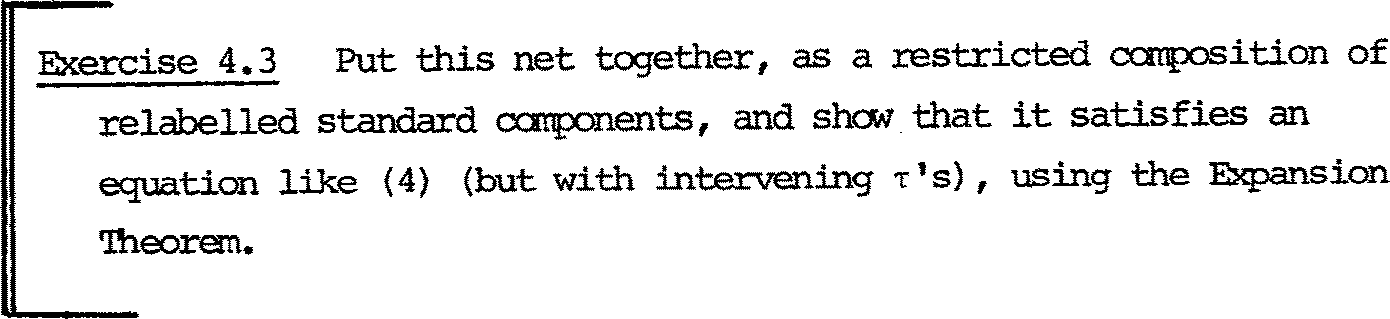 Exercise 4.3 Put this net together, as a restricted composition of
relabelled standard components, and show that it satisfies an
equation like (4) (but with intervening τ's), using the Expansion
Theorem.